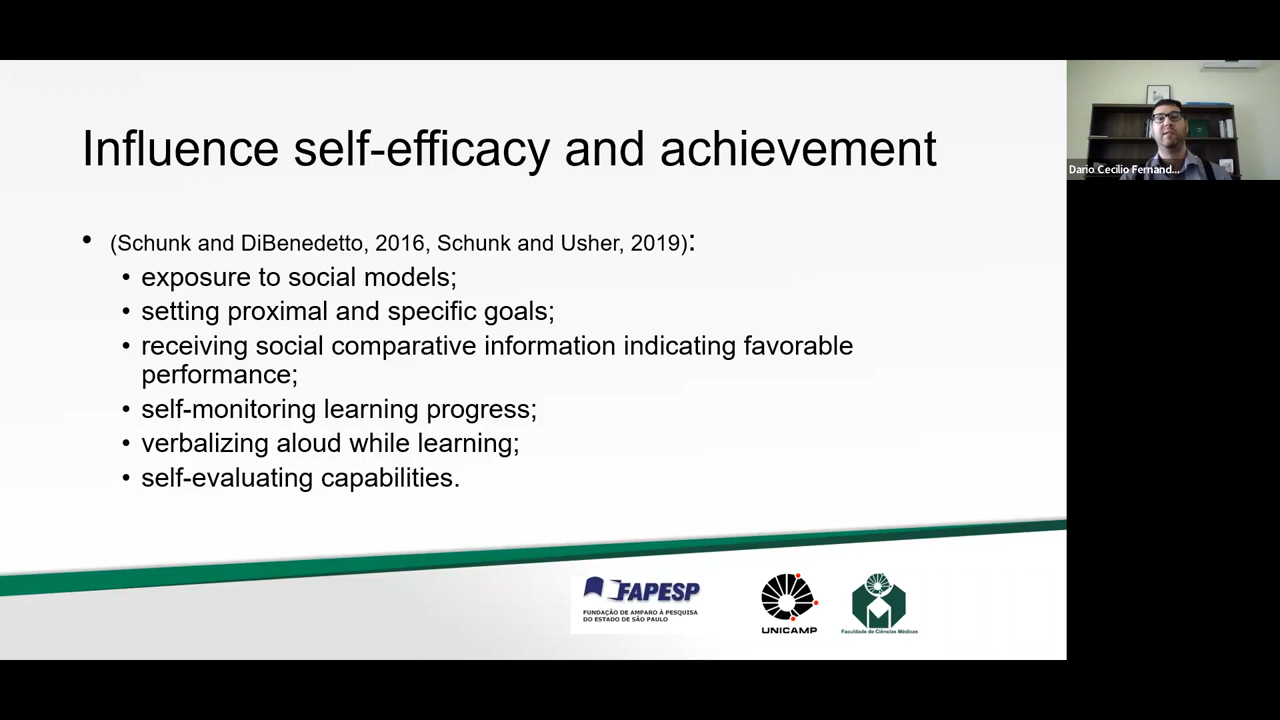 Influence self-efficacy and achievement
• (Schunk and DiBenedetto, 2016, Schunk and Usher, 2019):
• exposure to social models;
• setting proximal and specific goals;
• receiving social comparative information indicating favorable
performance;
• self-monitoring learning progress;
• verbalizing aloud while learning;
• self-evaluating capabilities.
FAPESP
FUNDAÇÃO DE AMPARO À PESQUISA
DO ESTADO DE SÃO PAULO
UNICAMP
Faculdade de Ciências Médicas
Dario Cecilio Fernand...